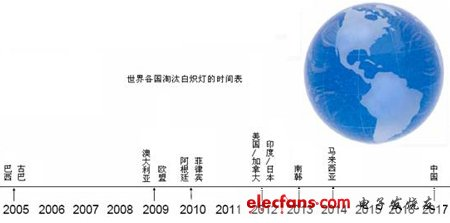 世界各国淘汰白炽灯的时间表
巴西
古巴
澳大利亚
欧盟
阿根廷
菲律宾
美国/加拿大
印度/日本
南韩
马来西亚
中国
2005 2006 2007 2008 2009 2010 2011 2012 2013 2014 2015 2016 2017
elecfans.com 电子发烧友